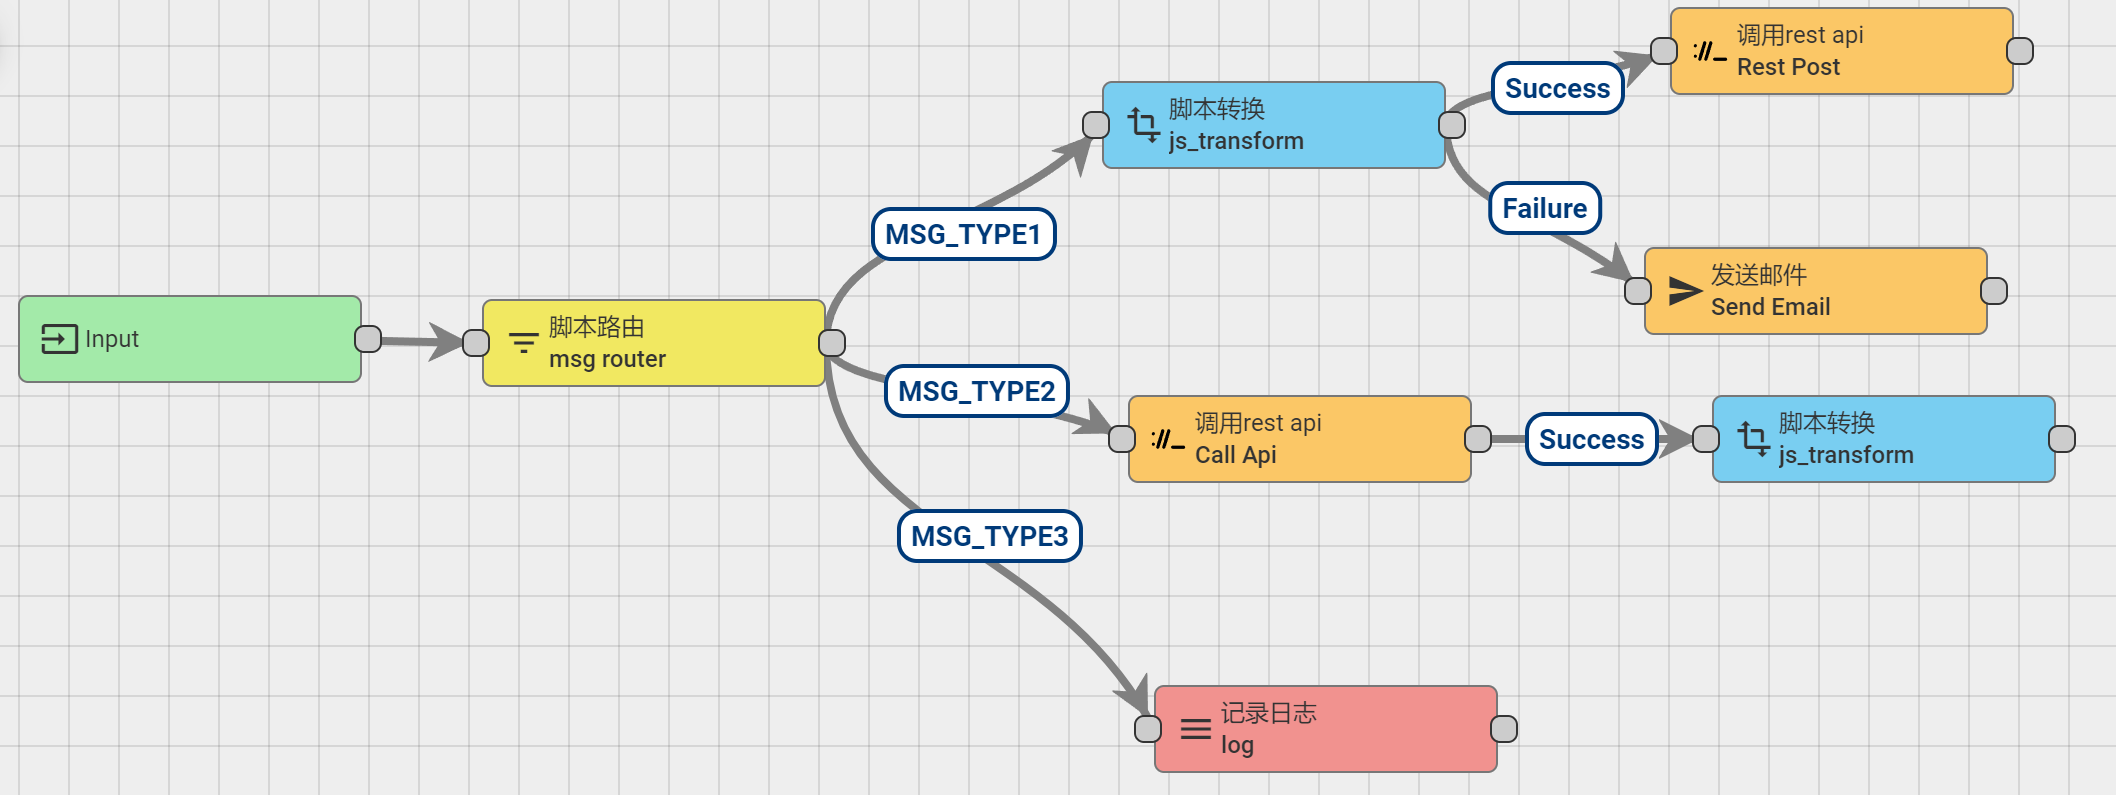 Input
脚本路由
msg router
MSG_TYPE1
脚本转换
js_transform
Success
调用rest api
Rest Post
Failure
发送邮件
Send Email
MSG_TYPE2
调用rest api
Call Api
Success
脚本转换
js_transform
MSG_TYPE3
记录日志
log